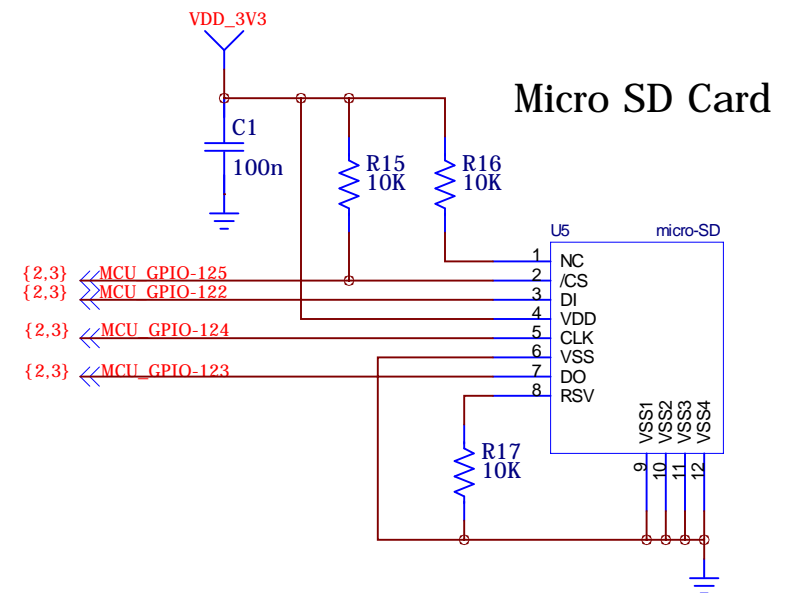 VDD_3V3
Micro SD Card
C1
100n
R15
10K
R16
10K
U5 micro-SD
{2,3} MCU_GPIO-125
{2,3} MCU_GPIO-122
{2,3} MCU_GPIO-124
{2,3} MCU_GPIO-123
1 NC
2 /CS
3 DI
4 VDD
5 CLK
6 VSS
7 DO
8 RSV
R17
10K
VSS1 VSS2 VSS3 VSS4
9 10 11 12